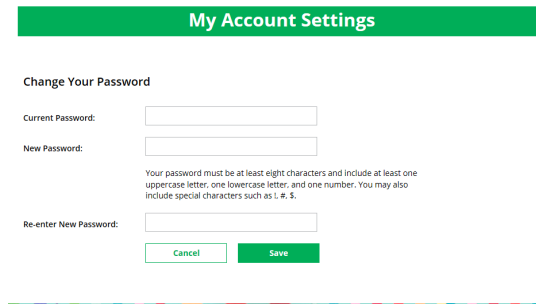 My Account Settings
Change Your Password
Current Password:
New Password:
Your password must be at least eight characters and include at least one
uppercase letter, one lowercase letter, and one number. You may also
include special characters such as !, #, $.
Re-enter New Password:
Cancel Save